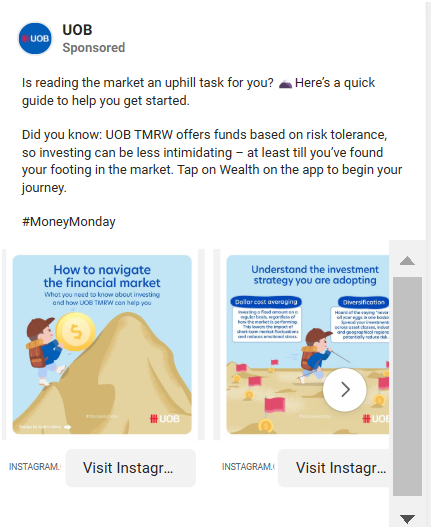 UOB
UOB
Sponsored
Is reading the market an uphill task for you? Here's a quick
guide to help you get started.
Did you know: UOB TMRW offers funds based on risk tolerance,
so investing can be less intimidating – at least till you've found
your footing in the market. Tap on Wealth on the app to begin your
journey.
#MoneyMonday
How to navigate
the financial market
What you need to know about investing
and how UOB TMRW can help you
$
UOB
INSTAGRAM.
Visit Instagr...
Understand the investment
strategy you are adopting
Dollar cost averaging
Investing a fixed amount on a
regular basis, regardless of
how the market is performing.
This lowers the impact of
short-term market fluctuations
and reduces emotional stress.
Diversification
Heard of the saying "never
all your eggs in one
Spread your investments
across asset classes,
and geographical regions
potentially reduce risk.
UOB
INSTAGRAM.
Visit Instagr...